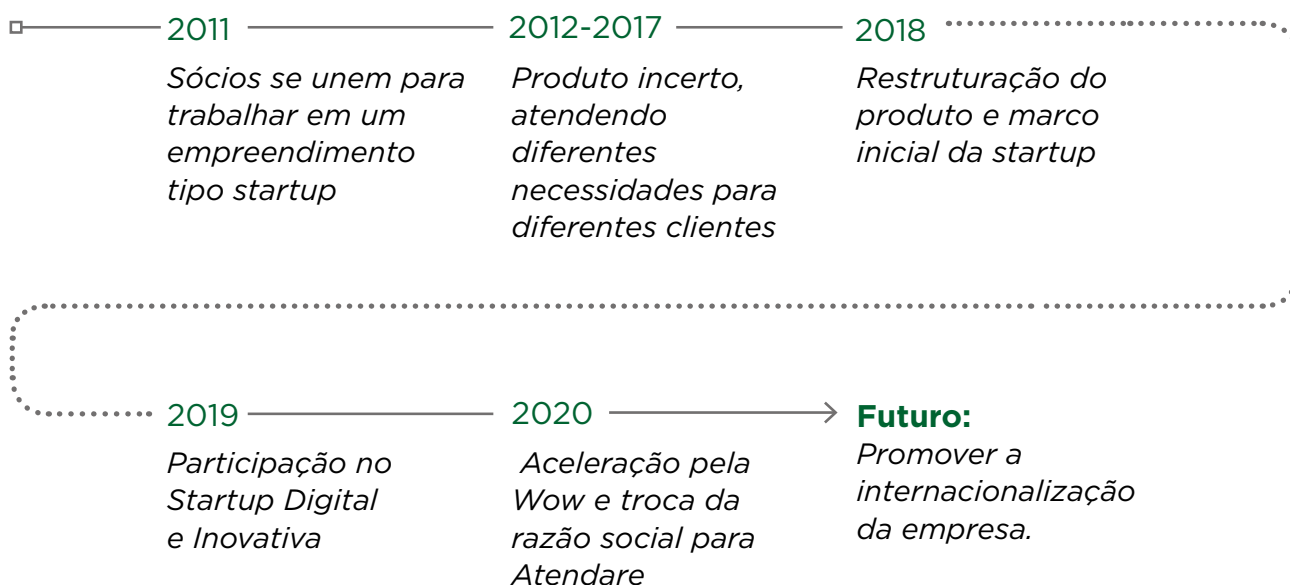 2011
Sócios se unem para
trabalhar em um
empreendimento
tipo startup
2012-2017
Produto incerto,
atendendo
diferentes
necessidades para
diferentes clientes
2018
Restruturação do
produto e marco
inicial da startup
2019
Participação no
Startup Digital
e Inovativa
2020
Aceleração pela
Wow e troca da
razão social para
Atendare
Futuro:
Promover a
internacionalização
da empresa.